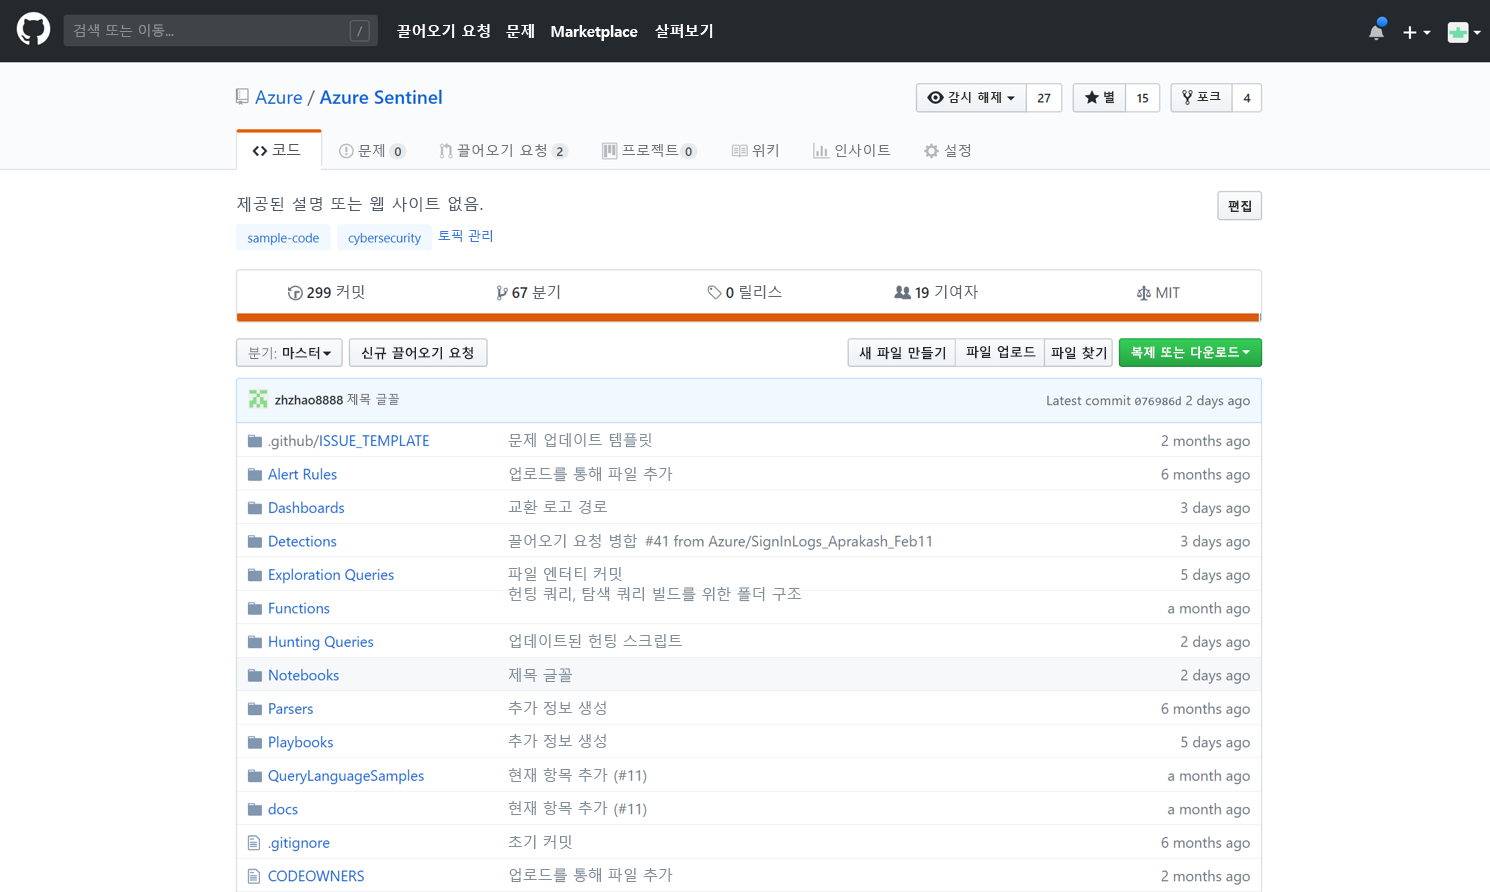 검색 또는 이동... /
끌어오기 요청 문제 Marketplace 살펴보기
Azure / Azure Sentinel
감시 해제 27 별 15 포크 4
코드 문제 0 끌어오기 요청 2 프로젝트 0 위키 인사이트 설정
제공된 설명 또는 웹 사이트 없음.
편집
sample-code cybersecurity 토픽 관리
299 커밋 67 분기 0 릴리스 19 기여자 MIT
분기: 마스터 신규 끌어오기 요청 새 파일 만들기 파일 업로드 파일 찾기 복제 또는 다운로드
zhzhao8888 제목 글꼴 Latest commit 076986d 2 days ago
.github/ISSUE_TEMPLATE 문제 업데이트 템플릿 2 months ago
Alert Rules 업로드를 통해 파일 추가 6 months ago
Dashboards 교환 로고 경로 3 days ago
Detections 끌어오기 요청 병합 #41 from Azure/SignInLogs_Aprakash_Feb11 3 days ago
Exploration Queries 파일 엔터티 커밋 5 days ago
헌팅 쿼리, 탐색 쿼리 빌드를 위한 폴더 구조
Functions a month ago
Hunting Queries 업데이트된 헌팅 스크립트 2 days ago
Notebooks 제목 글꼴 2 days ago
Parsers 추가 정보 생성 6 months ago
Playbooks 추가 정보 생성 5 days ago
QueryLanguageSamples 현재 항목 추가 (#11) a month ago
docs 현재 항목 추가 (#11) a month ago
.gitignore 초기 커밋 6 months ago
CODEOWNERS 업로드를 통해 파일 추가 2 months ago